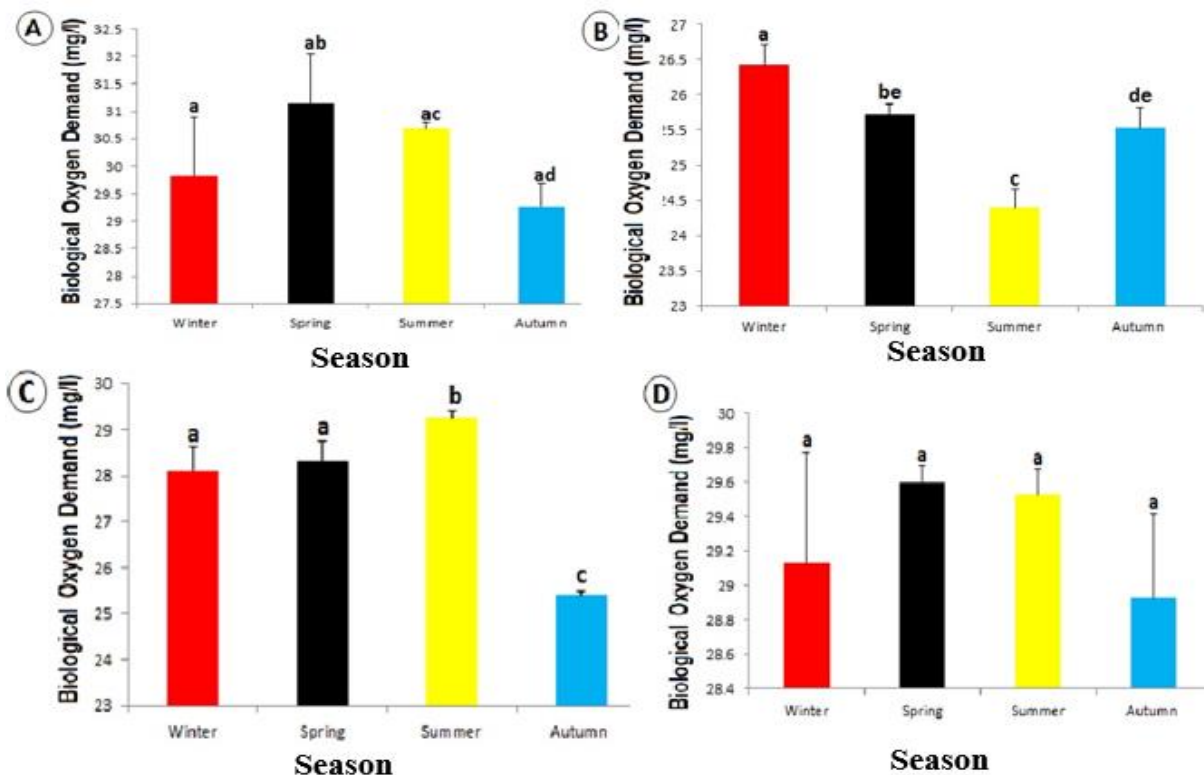 A
Biological Oxygen Demand (mg/l)
32.5
32
31.5
31
30.5
30
29.5
29
28.5
28
27.5
a
ab
ac
ad
Winter Spring Summer Autumn
Season
B
Biological Oxygen Demand (mg/l)
27
26.5
26
!5.5
25
!4.5
24
23.5
23
a
be
c
de
Winter Spring Summer Autumn
Season
C
Biological Oxygen Demand (mg/l)
30
29
28
27
26
25
24
23
a
a
b
c
Winter Spring Summer Autumn
Season
D
Biological Oxygen Demand (mg/l)
30
29.8
29.6
29.4
29.2
29
28.8
28.6
28.4
a
a
a
a
Winter Spring Summer Autumn
Season